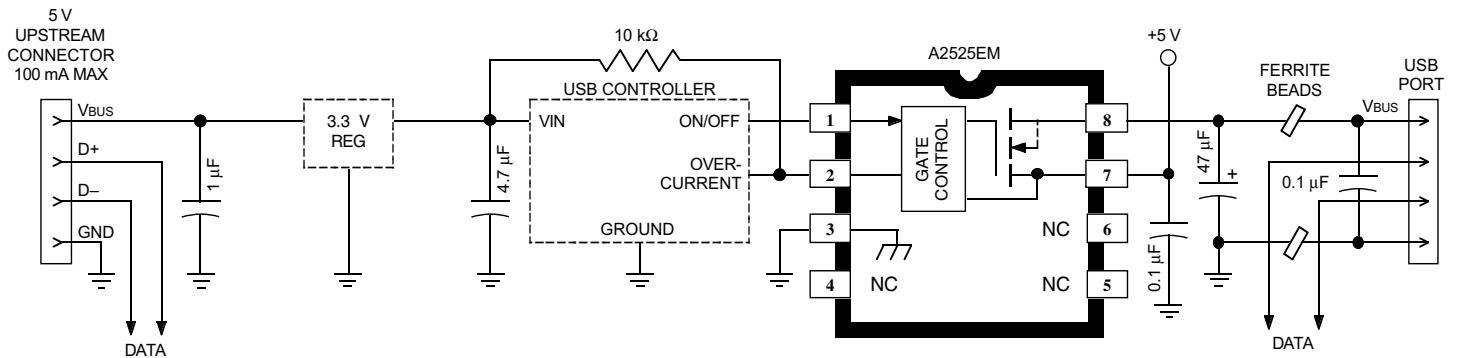 5 V
UPSTREAM
CONNECTOR
100 mA MAX
VBUS
D+
D–
GND
DATA
1 µF
3.3 V
REG
4.7 µF
10 kΩ
USB CONTROLLER
VIN
ON/OFF
OVER-
CURRENT
GROUND
A2525EM
1
2
3
4
NC
GATE
CONTROL
8
7
NC
6
NC
5
+5 V
0.1 µF
47 µF
+
FERRITE
BEADS
VBUS
0.1 µF
USB
PORT
DATA